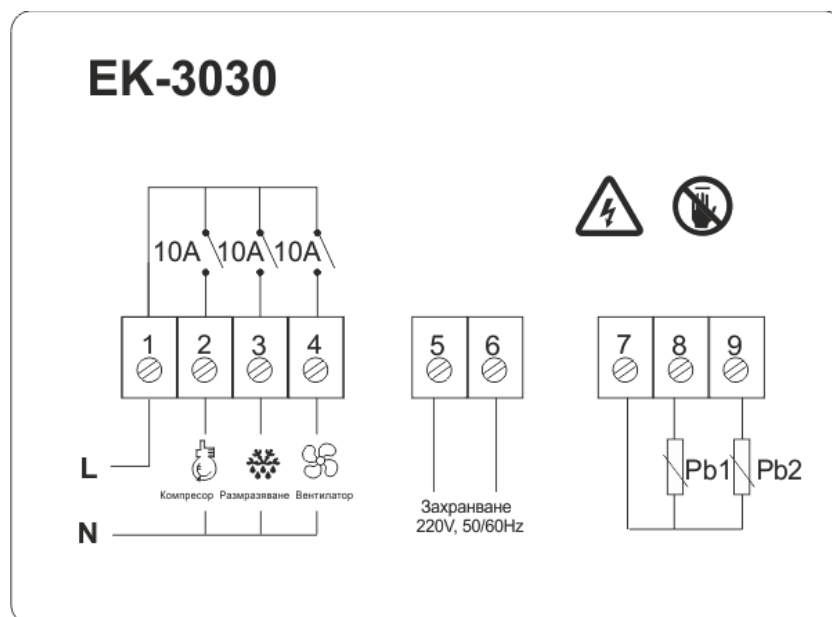 EK-3030
10A 10A 10A
1 2 3 4 5 6 7 8 9
L
Компресор Размразяване Вентилатор
Pb1 Pb2
Захранване
220V, 50/60Hz
N